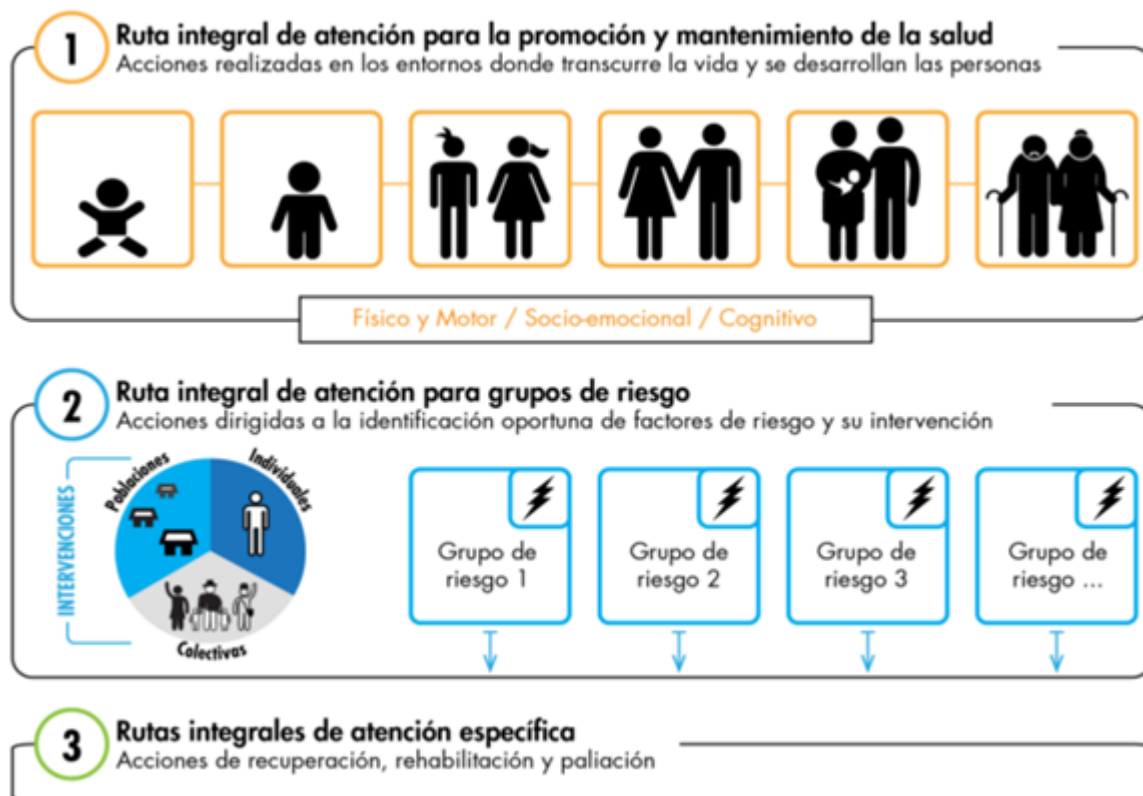 1
Ruta integral de atención para la promoción y mantenimiento de la salud
Acciones realizadas en los entornos donde transcurre la vida y se desarrollan las personas
Físico y Motor / Socio-emocional / Cognitivo
2
Ruta integral de atención para grupos de riesgo
Acciones dirigidas a la identificación oportuna de factores de riesgo y su intervención
INTERVENCIONES
Poblaciones
Individuales
Colectivas
Grupo de
riesgo 1
Grupo de
riesgo 2
Grupo de
riesgo 3
Grupo de
riesgo ...
3
Rutas integrales de atención específica
Acciones de recuperación, rehabilitación y paliación